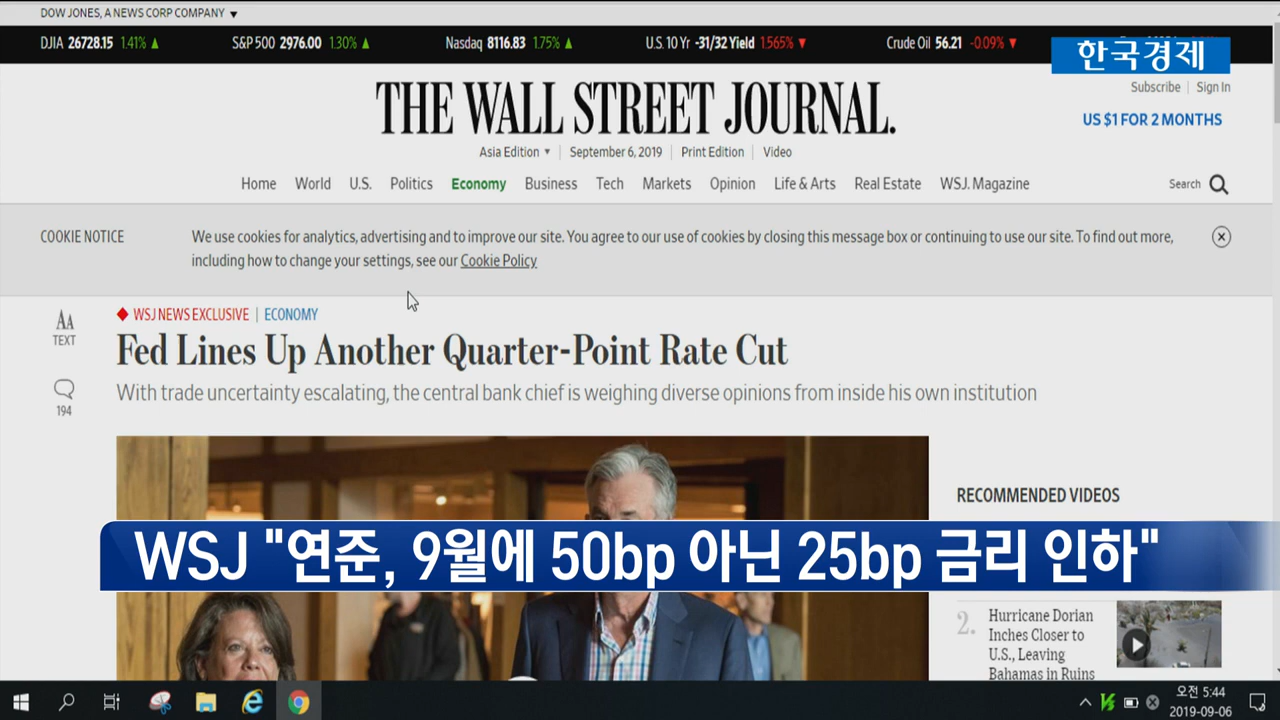 DOW JONES, A NEWS CORP COMPANY ▼
DJIA 26728.15 1.41% ▲ S&P 500 2976.00 1.30% ▲ Nasdaq 8116.83 1.75% ▲ U.S. 10 Yr -31/32 Yield 1.565% ▼ Crude Oil 56.21 -0.09% ▼
한국경제
THE WALL STREET JOURNAL.
Subscribe | Sign In
US $1 FOR 2 MONTHS
Asia Edition ▼ | September 6, 2019 | Print Edition | Video
Home World U.S. Politics Economy Business Tech Markets Opinion Life & Arts Real Estate WSJ. Magazine Search
COOKIE NOTICE
We use cookies for analytics, advertising and to improve our site. You agree to our use of cookies by closing this message box or continuing to use our site. To find out more,
including how to change your settings, see our Cookie Policy
AA
TEXT
194
WSJ NEWS EXCLUSIVE | ECONOMY
Fed Lines Up Another Quarter-Point Rate Cut
With trade uncertainty escalating, the central bank chief is weighing diverse opinions from inside his own institution
RECOMMENDED VIDEOS
WSJ "연준, 9월에 50bp 아닌 25bp 금리 인하"
2.
Hurricane Dorian
Inches Closer to
U.S., Leaving
Bahamas in Ruins
오전 5:44
2019-09-06